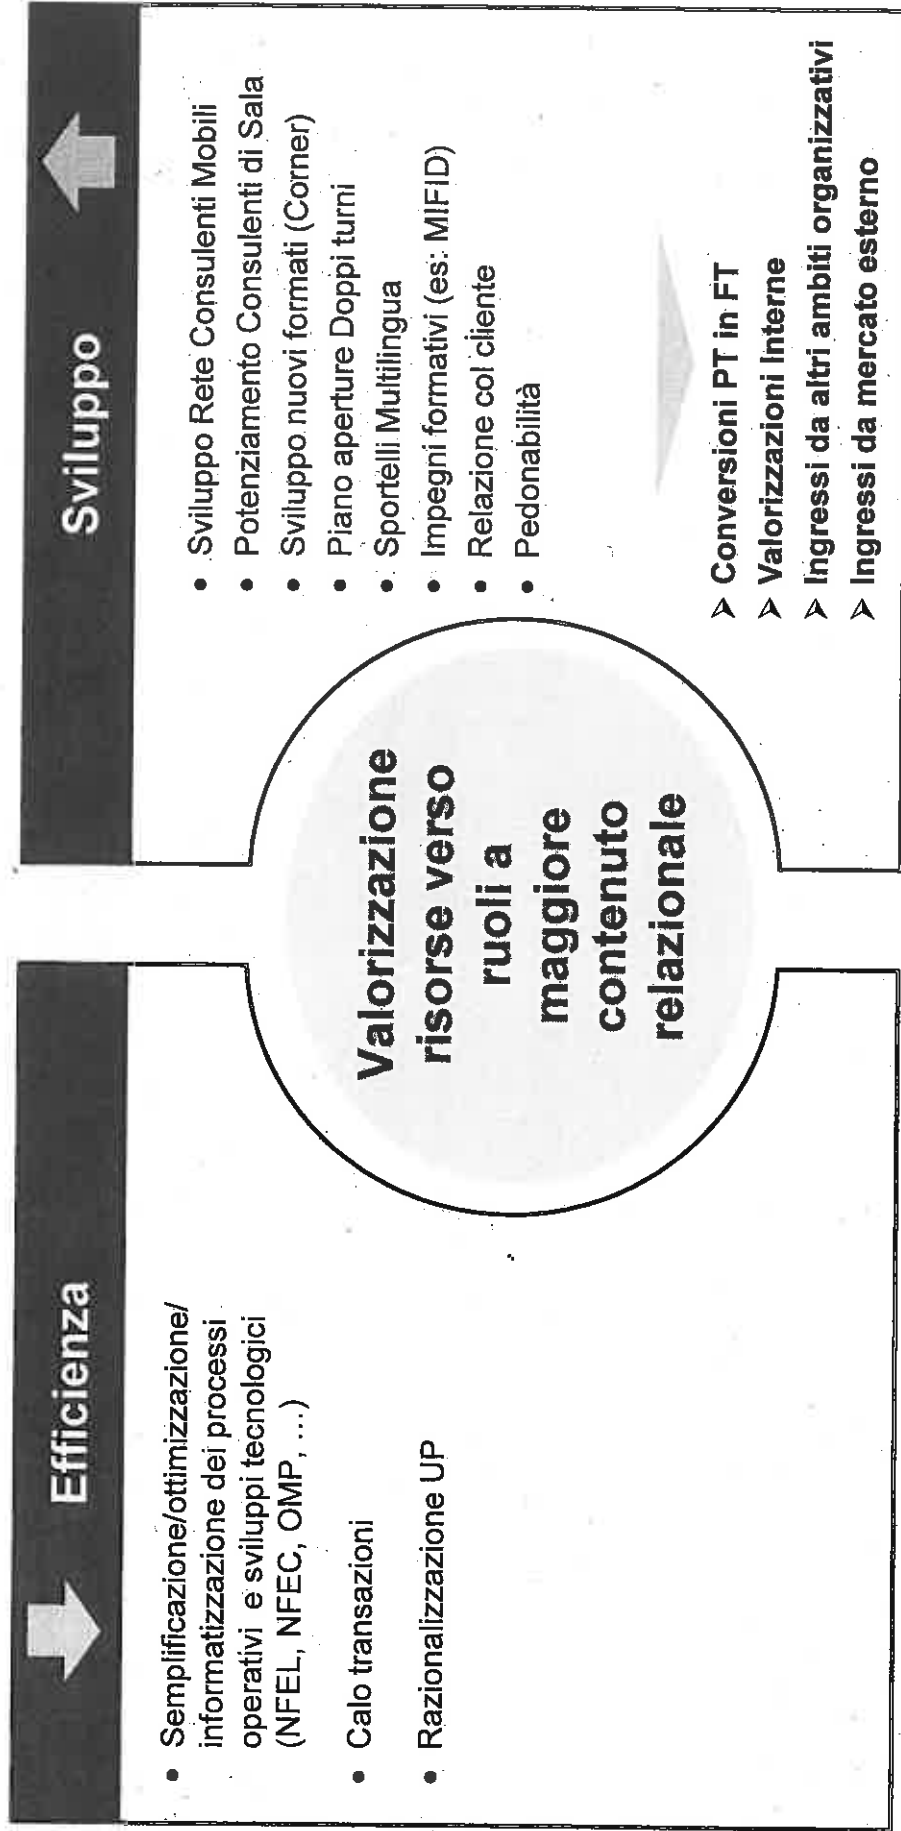 Efficienza
• Semplificazione/ottimizzazione/
informatizzazione dei processi
operativi e sviluppi tecnologici
(NFEL, NFEC, OMP, ...)
• Calo transazioni
• Razionalizzazione UP
Valorizzazione
risorse verso
ruoli a
maggiore
contenuto
relazionale
Sviluppo
• Sviluppo Rete Consulenti Mobili
• Potenziamento Consulenti di Sala
• Sviluppo nuovi formati (Corner)
• Piano aperture Doppi turni
• Sportelli Multilingua
• Impegni formativi (es: MIFID)
• Relazione col cliente
• Pedonabilità
➢ Conversioni PT in FT
➢ Valorizzazioni Interne
➢ Ingressi da altri ambiti organizzativi
➢ Ingressi da mercato esterno